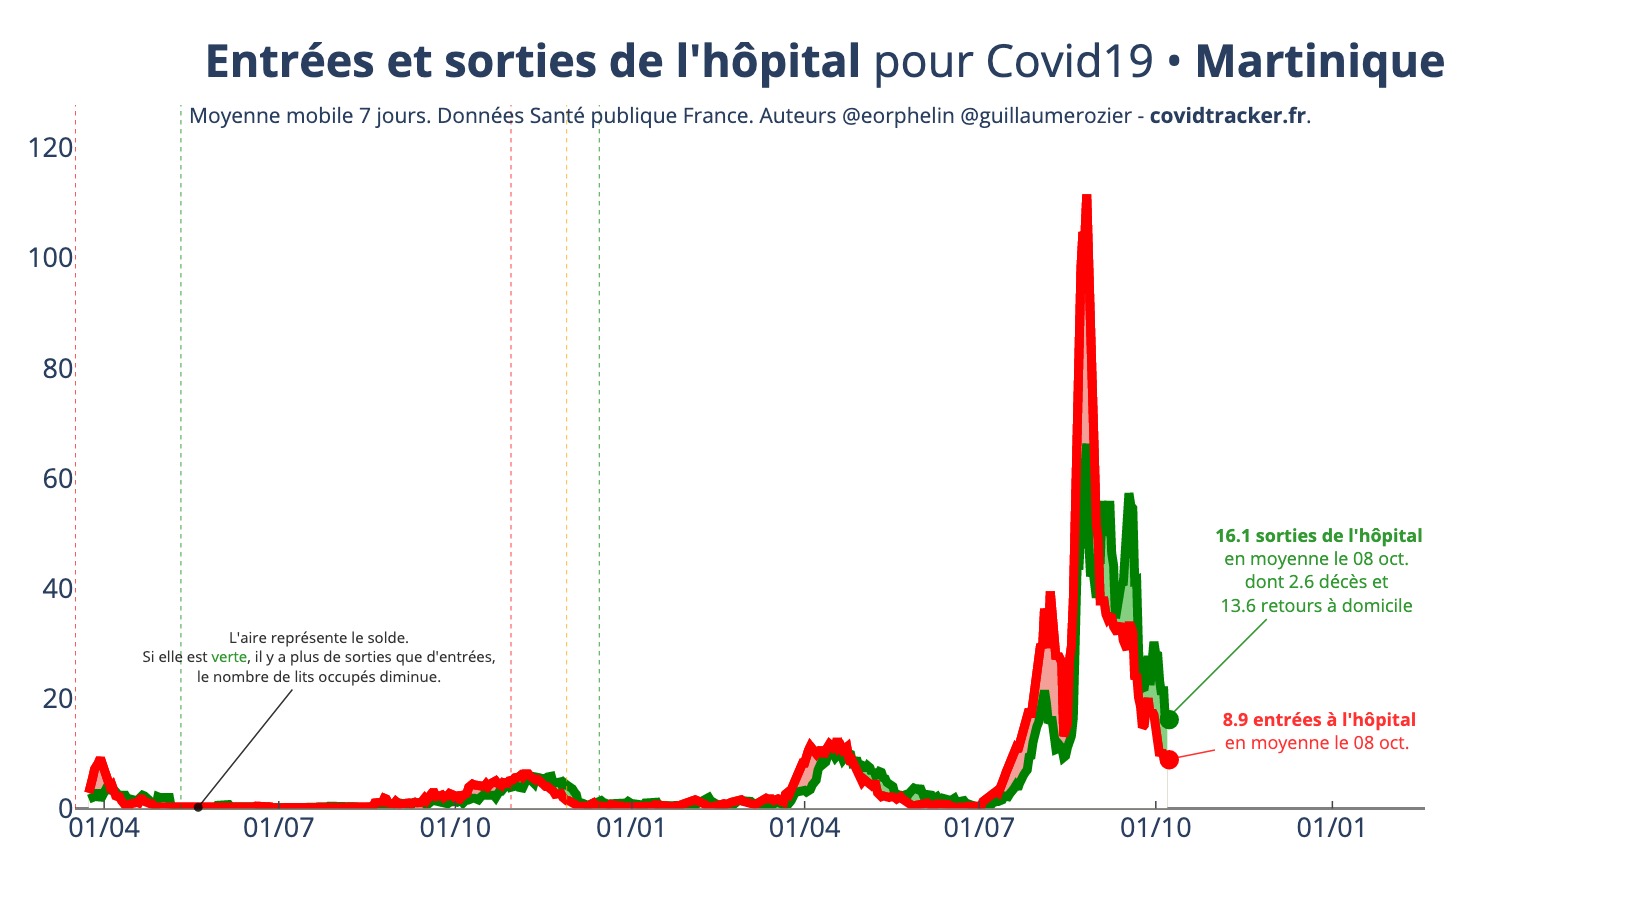 Entrées et sorties de l'hôpital pour Covid19 • Martinique
Moyenne mobile 7 jours. Données Santé publique France. Auteurs @eorphelin @guillaumerozier - covidtracker.fr.
120
100
80
60
40
20
0
16.1 sorties de l'hôpital
en moyenne le 08 oct.
dont 2.6 décès et
13.6 retours à domicile
L'aire représente le solde.
Si elle est verte, il y a plus de sorties que d'entrées,
le nombre de lits occupés diminue.
8.9 entrées à l'hôpital
en moyenne le 08 oct.
01/04 01/07 01/10 01/01 01/04 01/07 01/10 01/01